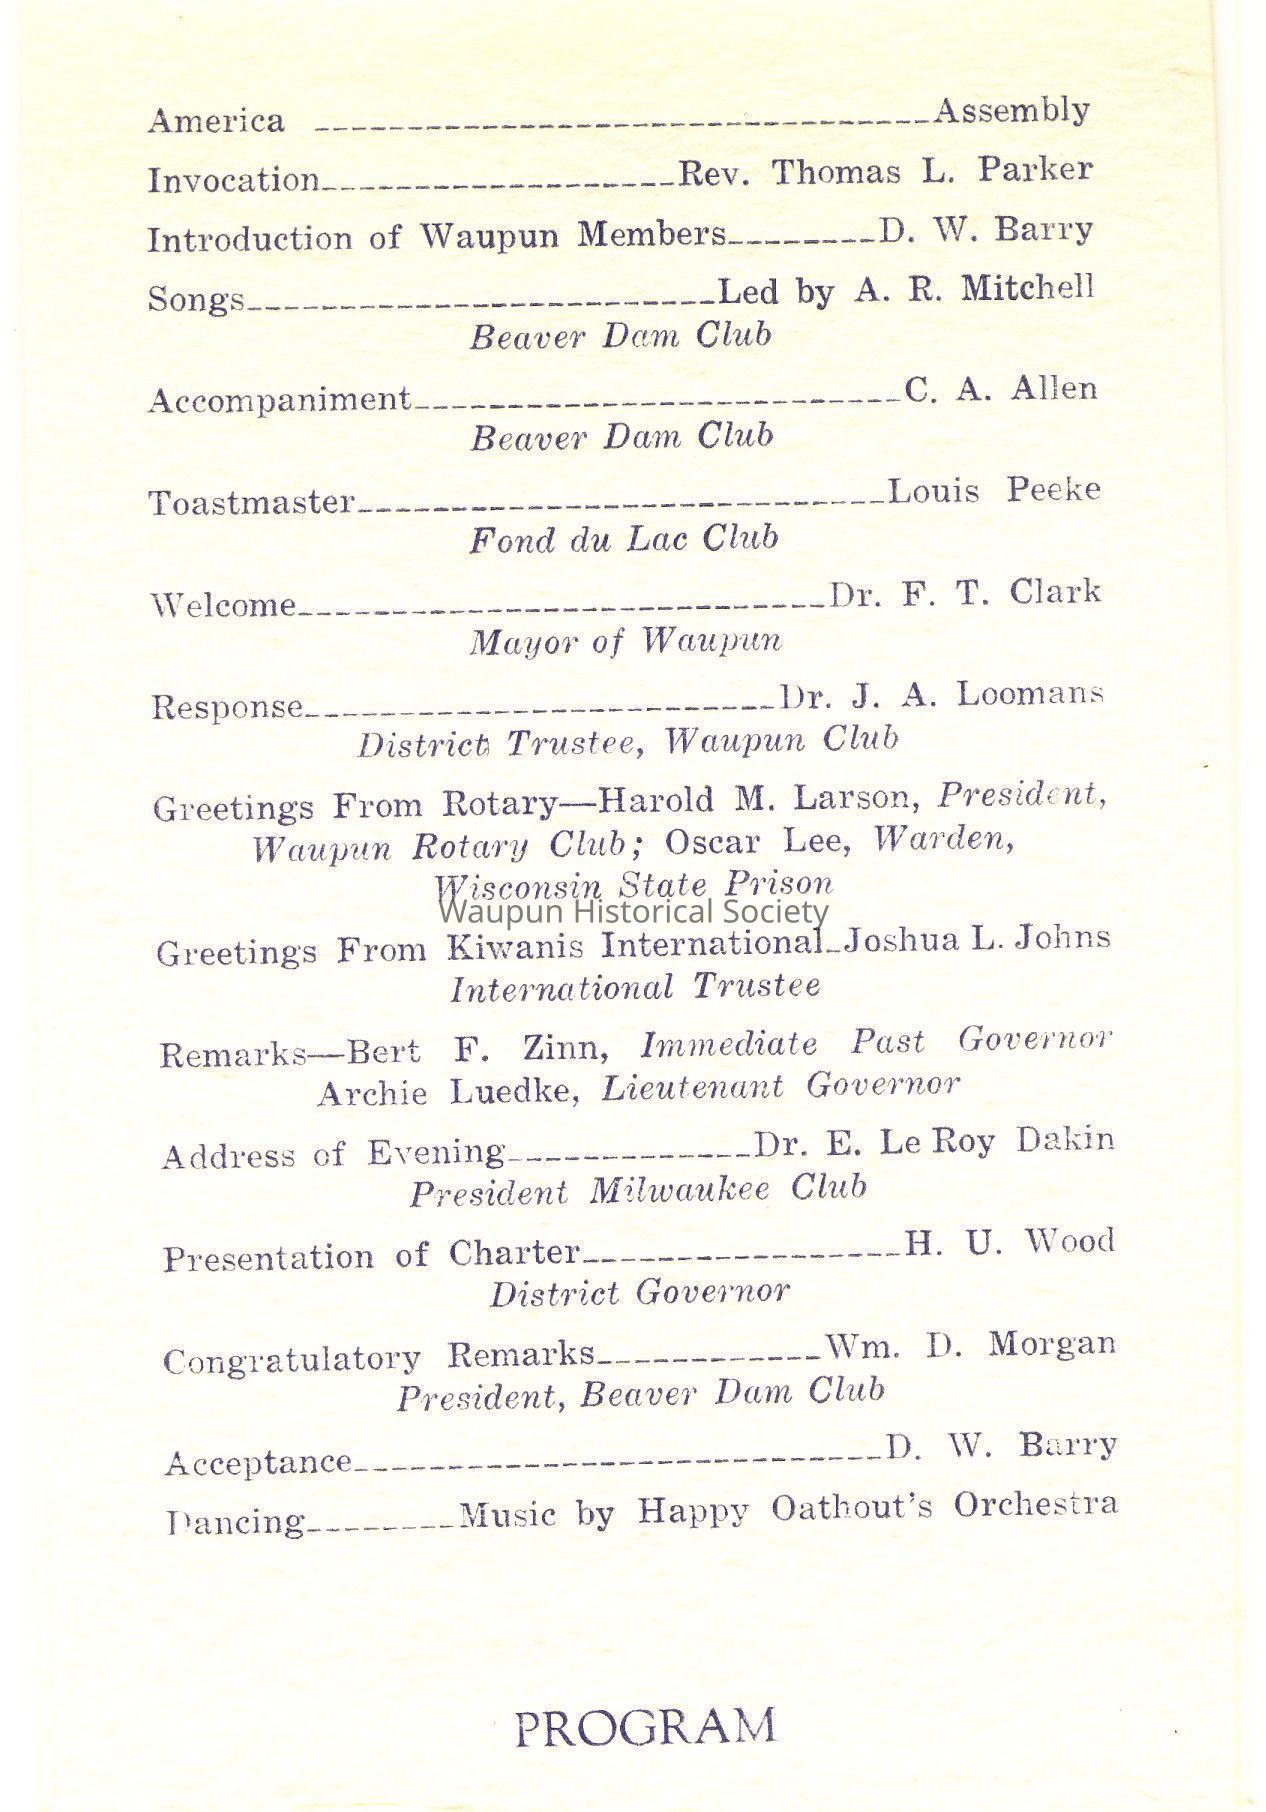 America ----------------------------------Assembly
Invocation-------------------Rev. Thomas L. Parker
Introduction of Waupun Members--------D. W. Barry
Songs--------------------------Led by A. R. Mitchell
Beaver Dam Club
Accompaniment---------------------------C. A. Allen
Beaver Dam Club
Toastmaster-----------------------------Louis Peeke
Fond du Lac Club
Welcome-----------------------------Dr. F. T. Clark
Mayor of Waupun
Response--------------------------Dr. J. A. Loomans
District Trustee, Waupun Club
Greetings From Rotary—Harold M. Larson, President,
Waupun Rotary Club; Oscar Lee, Warden,
Wisconsin State Prison
Waupun Historical Society
Greetings From Kiwanis International--Joshua L. Johns
International Trustee
Remarks—Bert F. Zinn, Immediate Past Governor
Archie Luedke, Lieutenant Governor
Address of Evening-------------Dr. E. Le Roy Dakin
President Milwaukee Club
Presentation of Charter-----------------H. U. Wood
District Governor
Congratulatory Remarks------------Wm. D. Morgan
President, Beaver Dam Club
Acceptance-----------------------------D. W. Barry
Dancing--------Music by Happy Oathout's Orchestra
PROGRAM